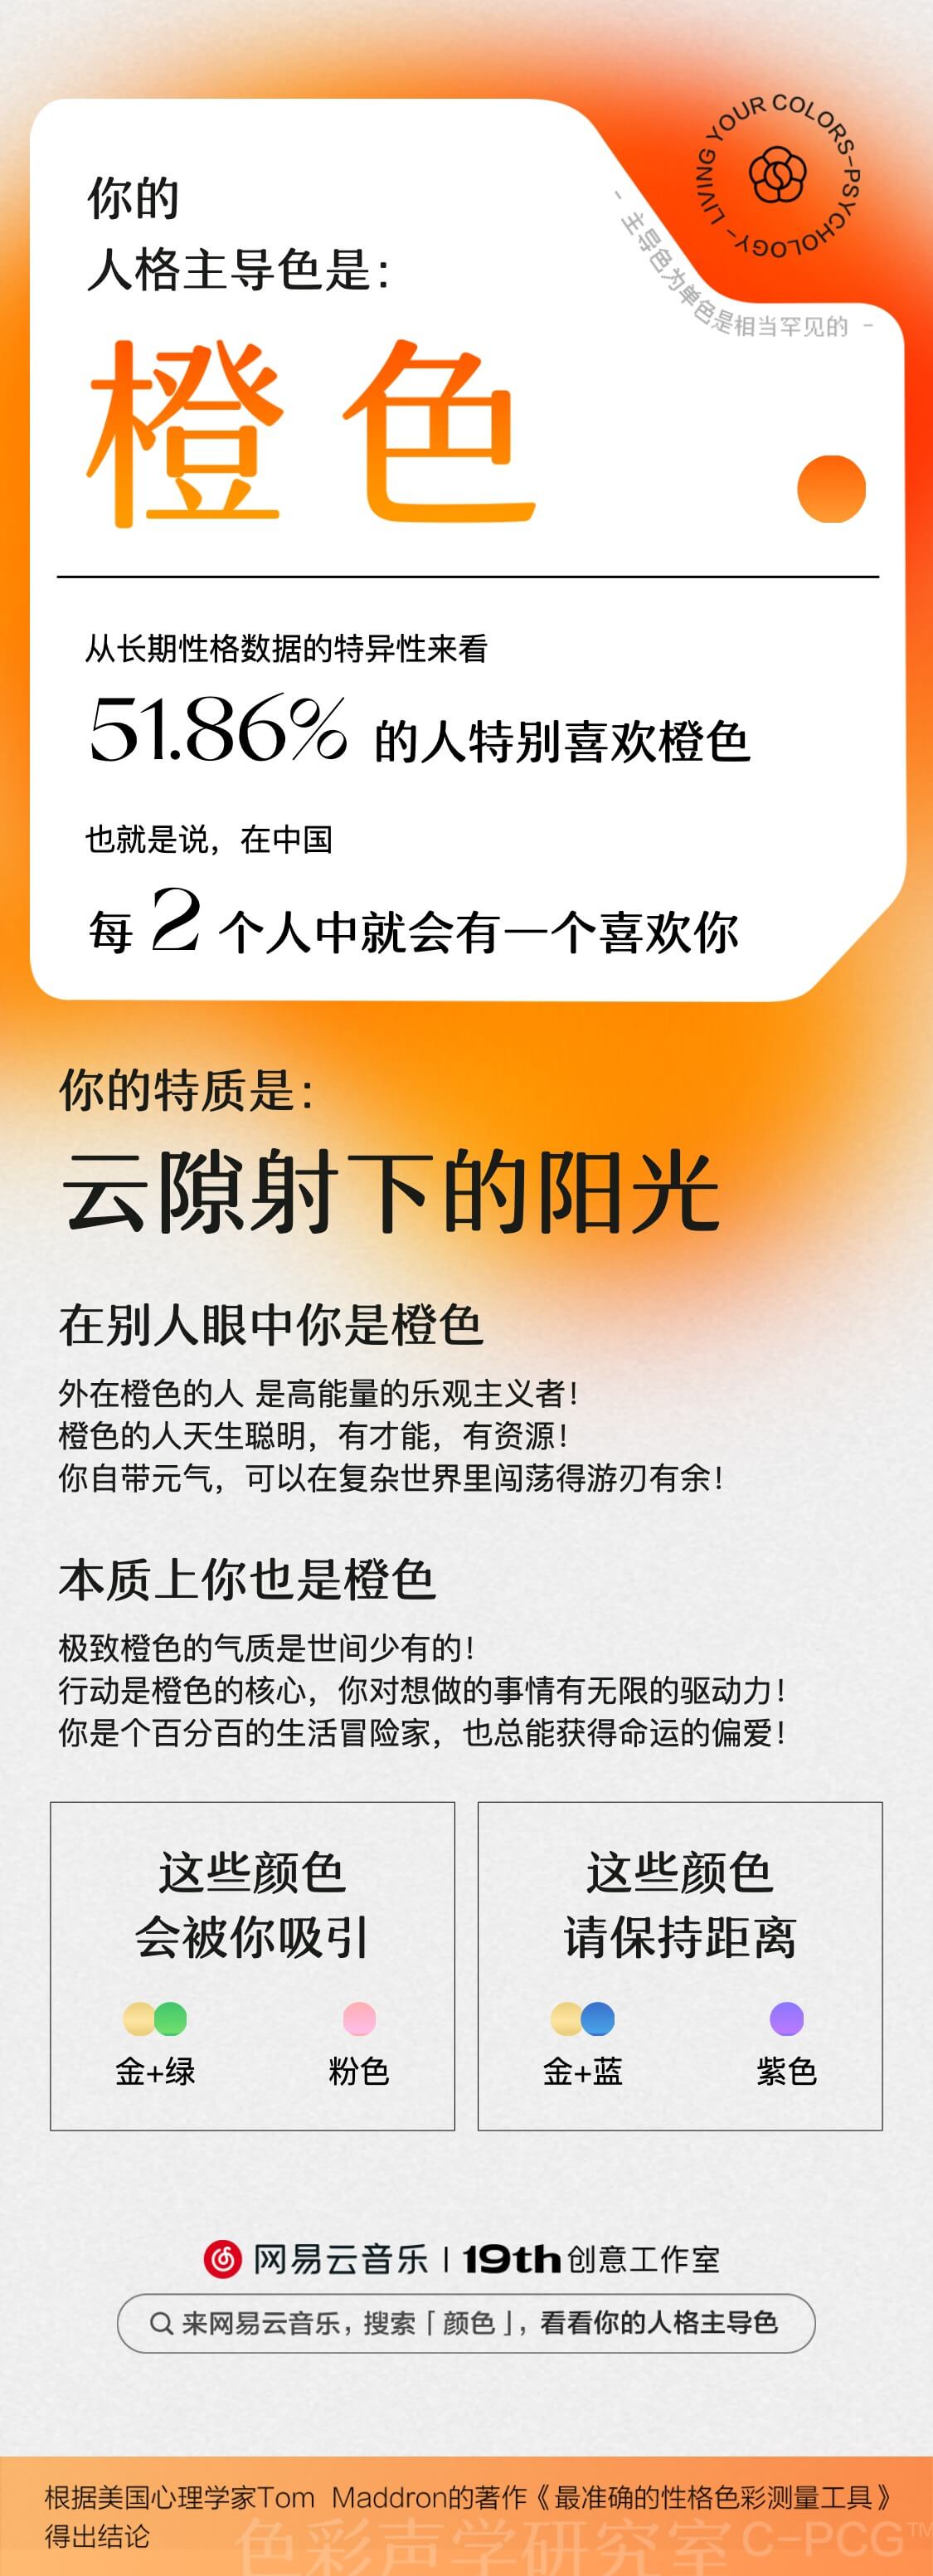 LIVING YOUR COLORS-PSYCHOLOGY-
你的
人格主导色是：
- 主导色为单色是相当罕见的 -
橙色
从长期性格数据的特异性来看
51.86% 的人特别喜欢橙色
也就是说，在中国
每 2 个人中就会有一个喜欢你
你的特质是：
云隙射下的阳光
在别人眼中你是橙色
外在橙色的人 是高能量的乐观主义者！
橙色的人天生聪明，有才能，有资源！
你自带元气，可以在复杂世界里闯荡得游刃有余！
本质上你也是橙色
极致橙色的气质是世间少有的！
行动是橙色的核心，你对想做的事情有无限的驱动力！
你是个百分百的生活冒险家，也总能获得命运的偏爱！
这些颜色
会被你吸引
金+绿 粉色
这些颜色
请保持距离
金+蓝 紫色
网易云音乐 | 19th创意工作室
来网易云音乐，搜索「颜色」，看看你的人格主导色
根据美国心理学家Tom Maddron的著作《最准确的性格色彩测量工具》
得出结论
色彩声学研究室C-PCG™